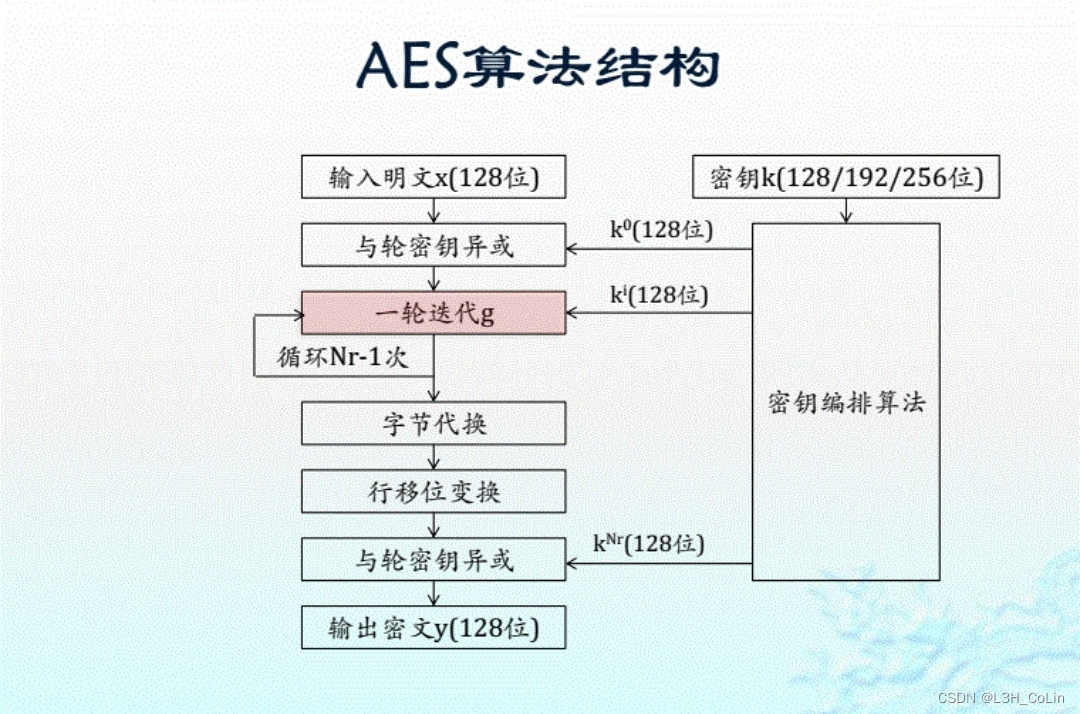 AES算法结构
输入明文x(128位)
密钥k(128/192/256位)
与轮密钥异或
k⁰(128位)
一轮迭代g
kⁱ(128位)
循环Nr-1次
密钥编排算法
字节代换
行移位变换
与轮密钥异或
kᴺʳ(128位)
输出密文y(128位)
CSDN @L3H_CoLin